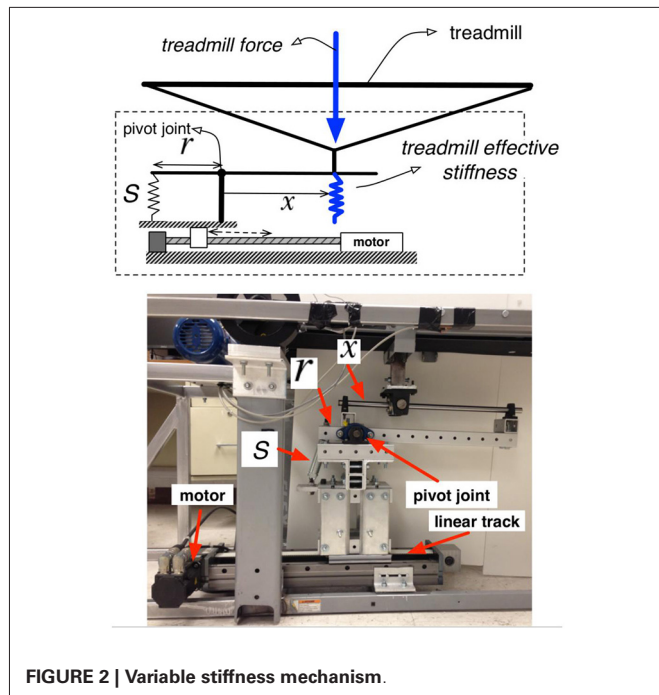 treadmill force
treadmill
pivot joint
r
treadmill effective
stiffness
S
x
motor
x
r
S
motor
pivot joint
linear track
FIGURE 2 | Variable stiffness mechanism.